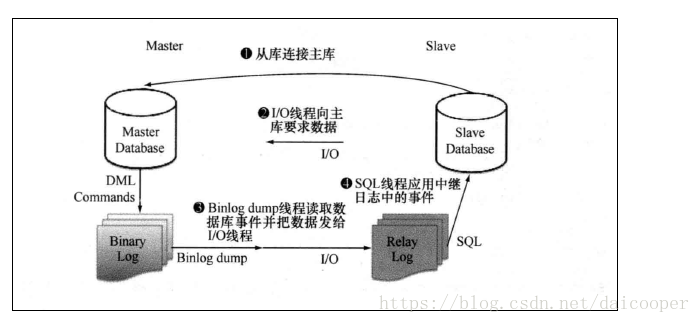 Master
Slave
❶ 从库连接主库
❷ I/O线程向主
库要求数据
I/O
Master
Database
Slave
Database
DML
Commands
❹ SQL线程应用中继
日志中的事件
❸ Binlog dump线程读取数
据库事件并把数据发给
I/O线程
Binary
Log
Binlog dump
I/O
Relay
Log
SQL
https://blog.csdn.net/daicooper